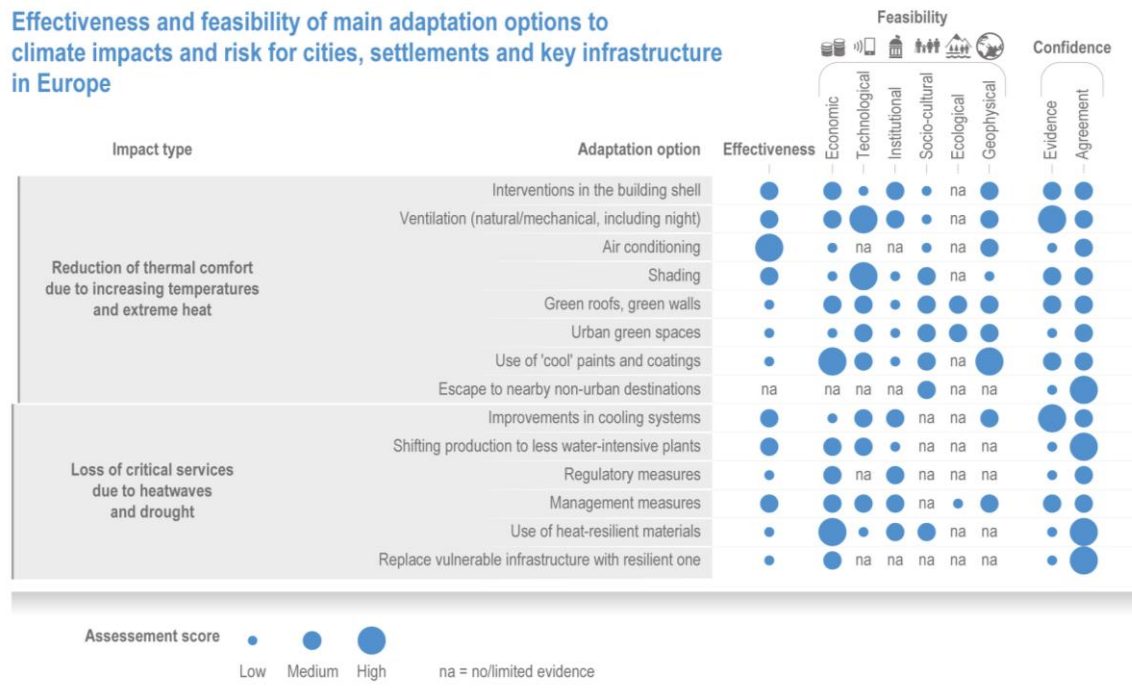 Effectiveness and feasibility of main adaptation options to
climate impacts and risk for cities, settlements and key infrastructure
in Europe
Feasibility
Confidence
Impact type
Adaptation option
Effectiveness
Economic
Technological
Institutional
Socio-cultural
Ecological
Geophysical
Evidence
Agreement
Reduction of thermal comfort
due to increasing temperatures
and extreme heat
Interventions in the building shell na
Ventilation (natural/mechanical, including night) na
Air conditioning na na na
Shading na
Green roofs, green walls
Urban green spaces
Use of 'cool' paints and coatings na
Escape to nearby non-urban destinations na na na na na na
Loss of critical services
due to heatwaves
and drought
Improvements in cooling systems na na
Shifting production to less water-intensive plants na na na
Regulatory measures na na na na
Management measures na
Use of heat-resilient materials na na
Replace vulnerable infrastructure with resilient one na na na na na
Assessement score
Low Medium High na = no/limited evidence